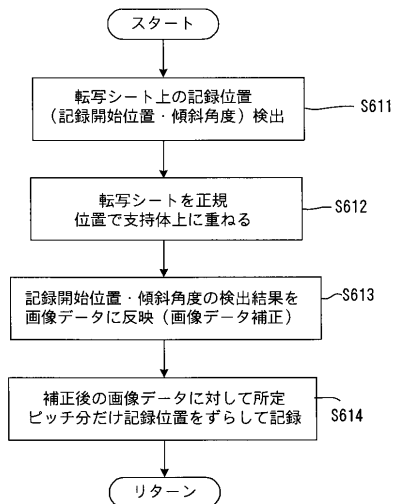 スタート
転写シート上の記録位置
(記録開始位置・傾斜角度)検出
S611
転写シートを正規
位置で支持体上に重ねる
S612
記録開始位置・傾斜角度の検出結果を
画像データに反映(画像データ補正)
S613
補正後の画像データに対して所定
ピッチ分だけ記録位置をずらして記録
S614
リターン